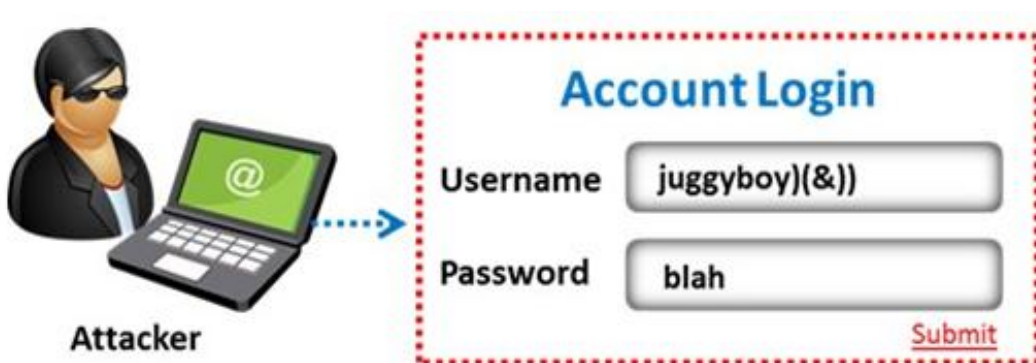 Account Login
@
Username juggyboy)(&))
Password blah
Submit
Attacker